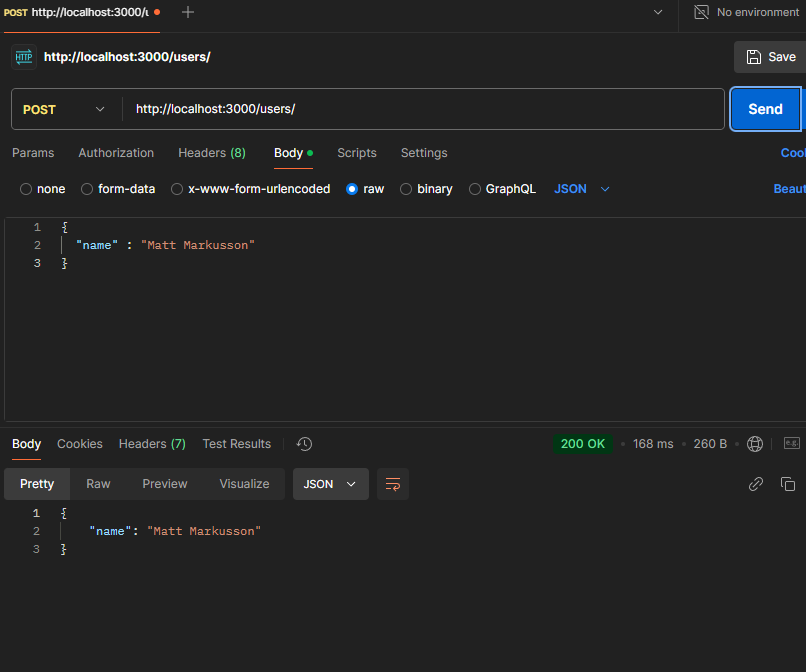 POST http://localhost:3000/u
No environment
HTTP http://localhost:3000/users/
Save
POST http://localhost:3000/users/ Send
Params Authorization Headers (8) Body Scripts Settings
none form-data x-www-form-urlencoded raw binary GraphQL JSON
1 {
2 "name" : "Matt Markusson"
3 }
Body Cookies Headers (7) Test Results 200 OK 168 ms 260 B e.g.
Pretty Raw Preview Visualize JSON
1 {
2 "name": "Matt Markusson"
3 }